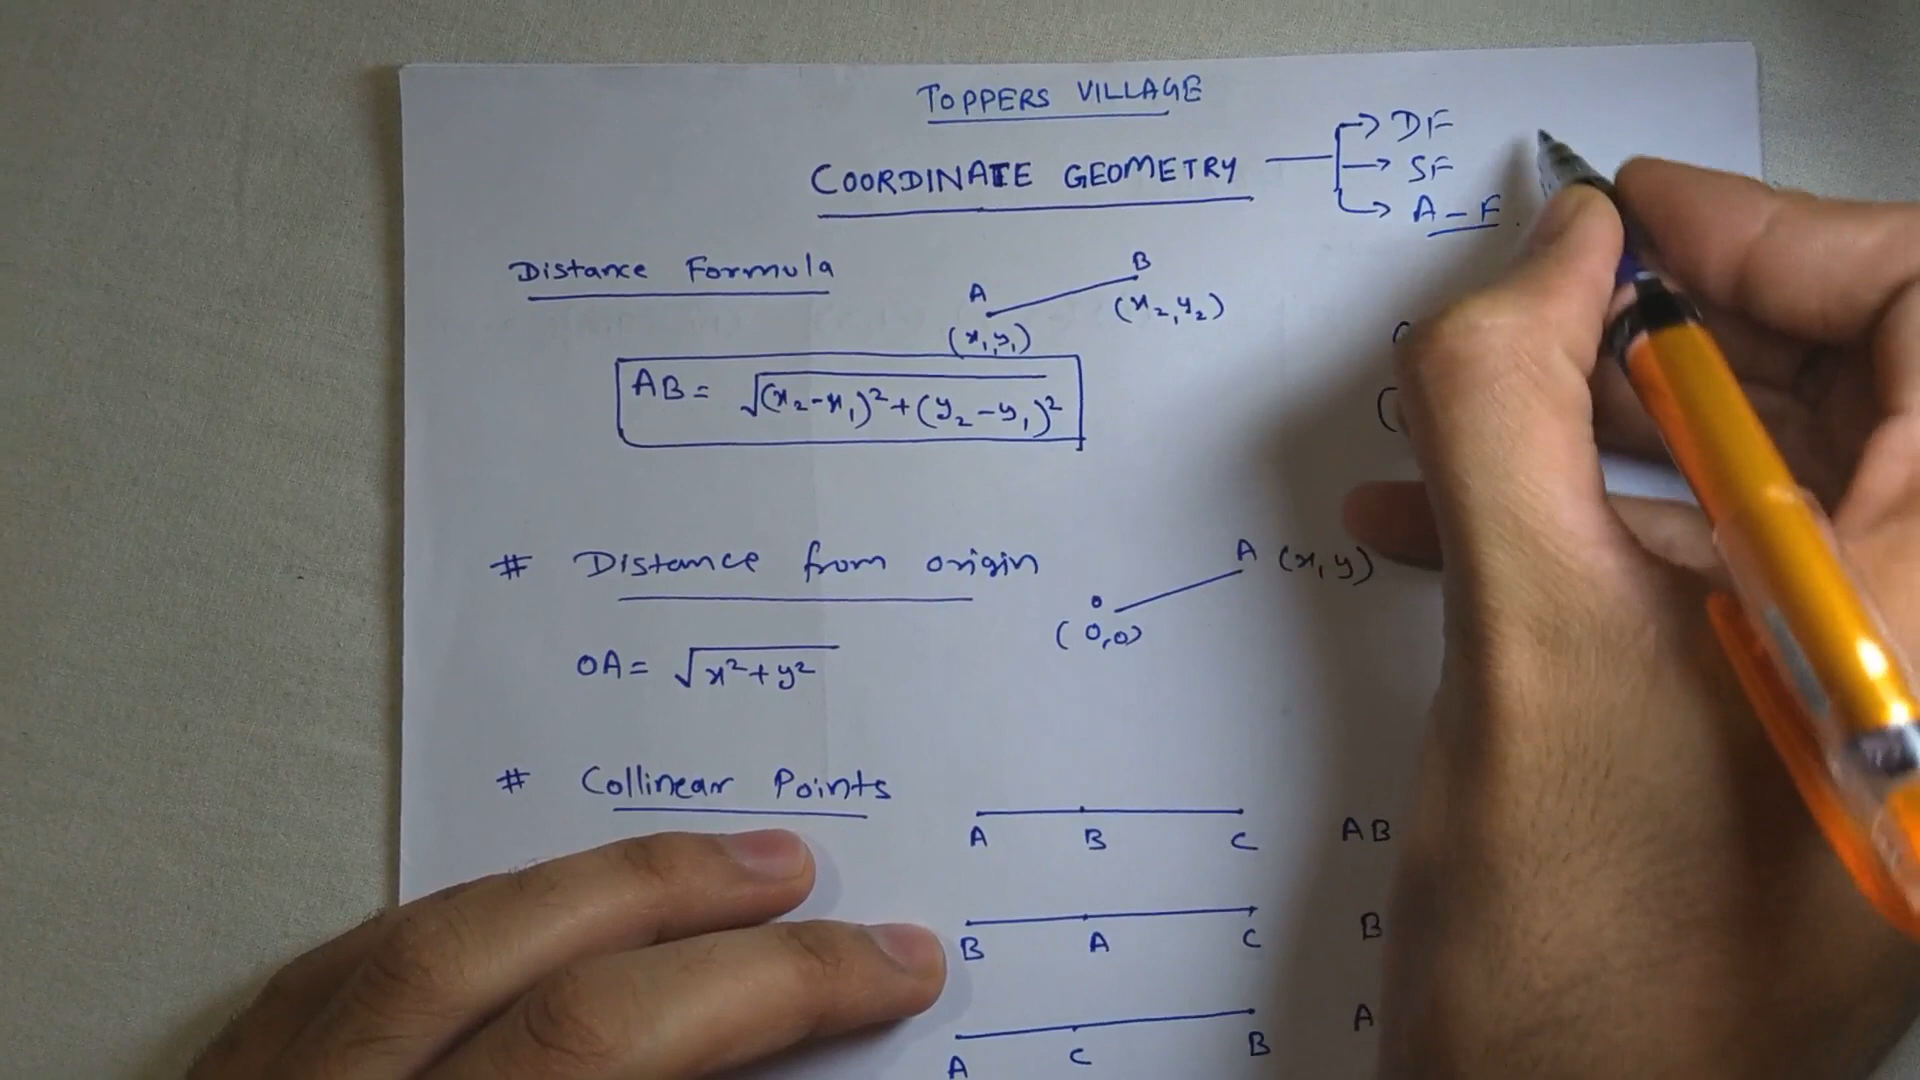 TOPPERS VILLAGE
COORDINATE GEOMETRY
→ DF
→ SF
→ A-F
Distance Formula
A
B
(x₁,y₁)
(x₂,y₂)
AB = √(x₂-x₁)²+(y₂-y₁)²
# Distance from origin
A (x,y)
O
(0,0)
OA = √x²+y²
# Collinear Points
A B C AB
B A C B
A C B A